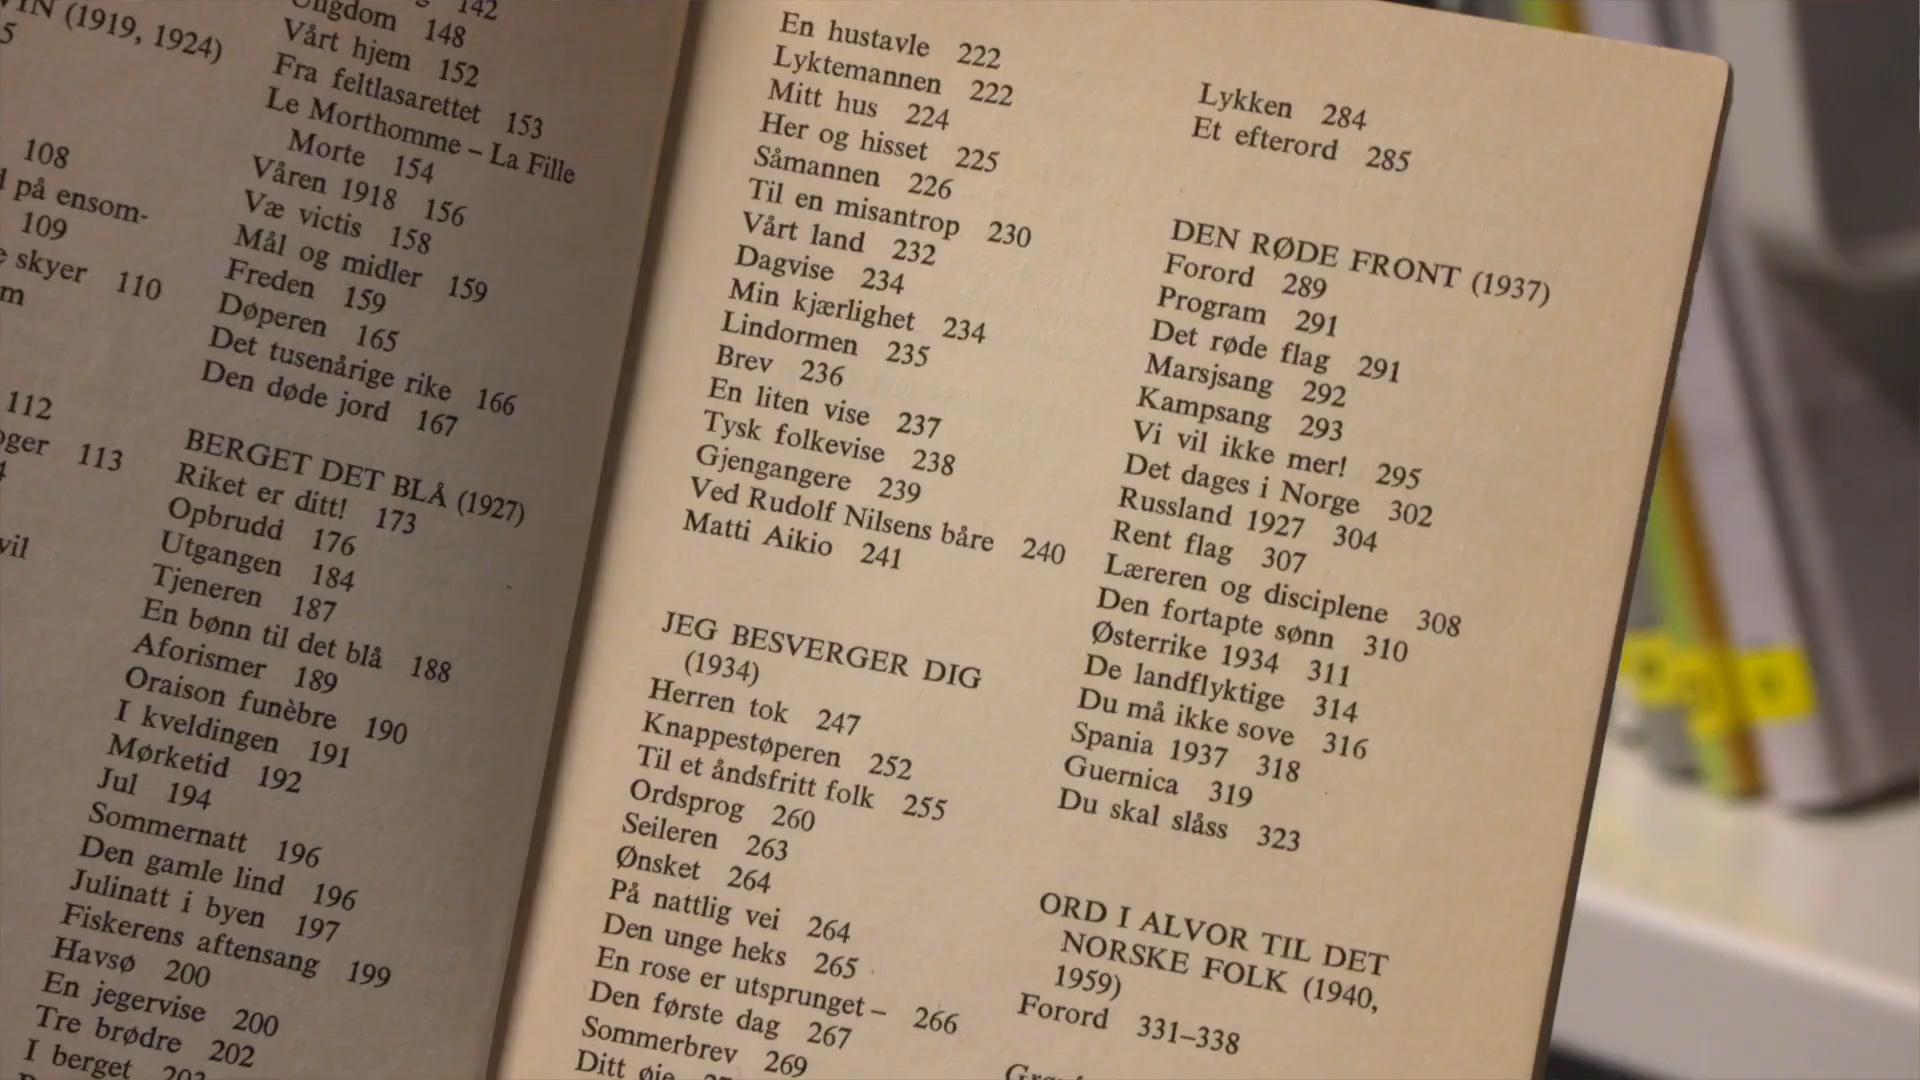 VIN (1919, 1924)
5
108
på ensom-
109
skyer 110
m
112
113
4
vil
142
Ungdom 148
Vårt hjem 152
Fra feltlasarettet 153
Le Morthomme – La Fille
Morte 154
Våren 1918 156
Væ victis 158
Mål og midler 159
Freden 159
Døperen 165
Det tusenårige rike 166
Den døde jord 167
BERGET DET BLÅ (1927)
Riket er ditt! 173
Opbrudd 176
Utgangen 184
Tjeneren 187
En bønn til det blå 188
Aforismer 189
Oraison funèbre 190
I kveldingen 191
Mørketid 192
Jul 194
Sommernatt 196
Den gamle lind 196
Julinatt i byen 197
Fiskerens aftensang 199
Havsø 200
En jegervise 200
Tre brødre 202
I berget 203
En hustavle 222
Lyktemannen 222
Mitt hus 224
Her og hisset 225
Såmannen 226
Til en misantrop 230
Vårt land 232
Dagvise 234
Min kjærlighet 234
Lindormen 235
Brev 236
En liten vise 237
Tysk folkevise 238
Gjengangere 239
Ved Rudolf Nilsens båre 240
Matti Aikio 241
JEG BESVERGER DIG
(1934)
Herren tok 247
Knappestøperen 252
Til et åndsfritt folk 255
Ordsprog 260
Seileren 263
Ønsket 264
På nattlig vei 264
Den unge heks 265
En rose er utsprunget – 266
Den første dag 267
Sommerbrev 269
Ditt øie
Lykken 284
Et efterord 285
DEN RØDE FRONT (1937)
Forord 289
Program 291
Det røde flag 291
Marsjsang 292
Kampsang 293
Vi vil ikke mer! 295
Det dages i Norge 302
Russland 1927 304
Rent flag 307
Læreren og disciplene 308
Den fortapte sønn 310
Østerrike 1934 311
De landflyktige 314
Du må ikke sove 316
Spania 1937 318
Guernica 319
Du skal slåss 323
ORD I ALVOR TIL DET
NORSKE FOLK (1940,
1959)
Forord 331–338